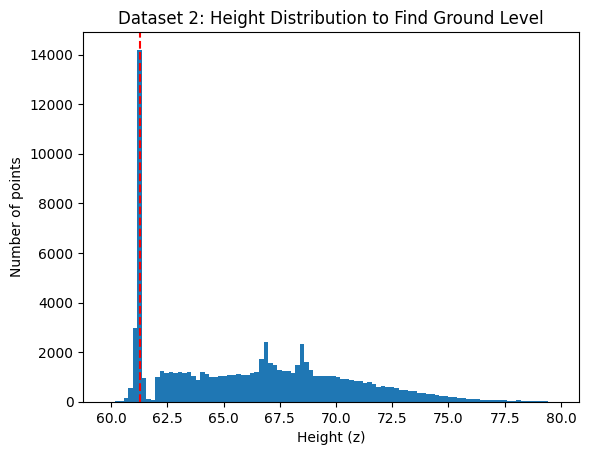 Dataset 2: Height Distribution to Find Ground Level
Number of points
14000
12000
10000
8000
6000
4000
2000
0
60.0 62.5 65.0 67.5 70.0 72.5 75.0 77.5 80.0
Height (z)